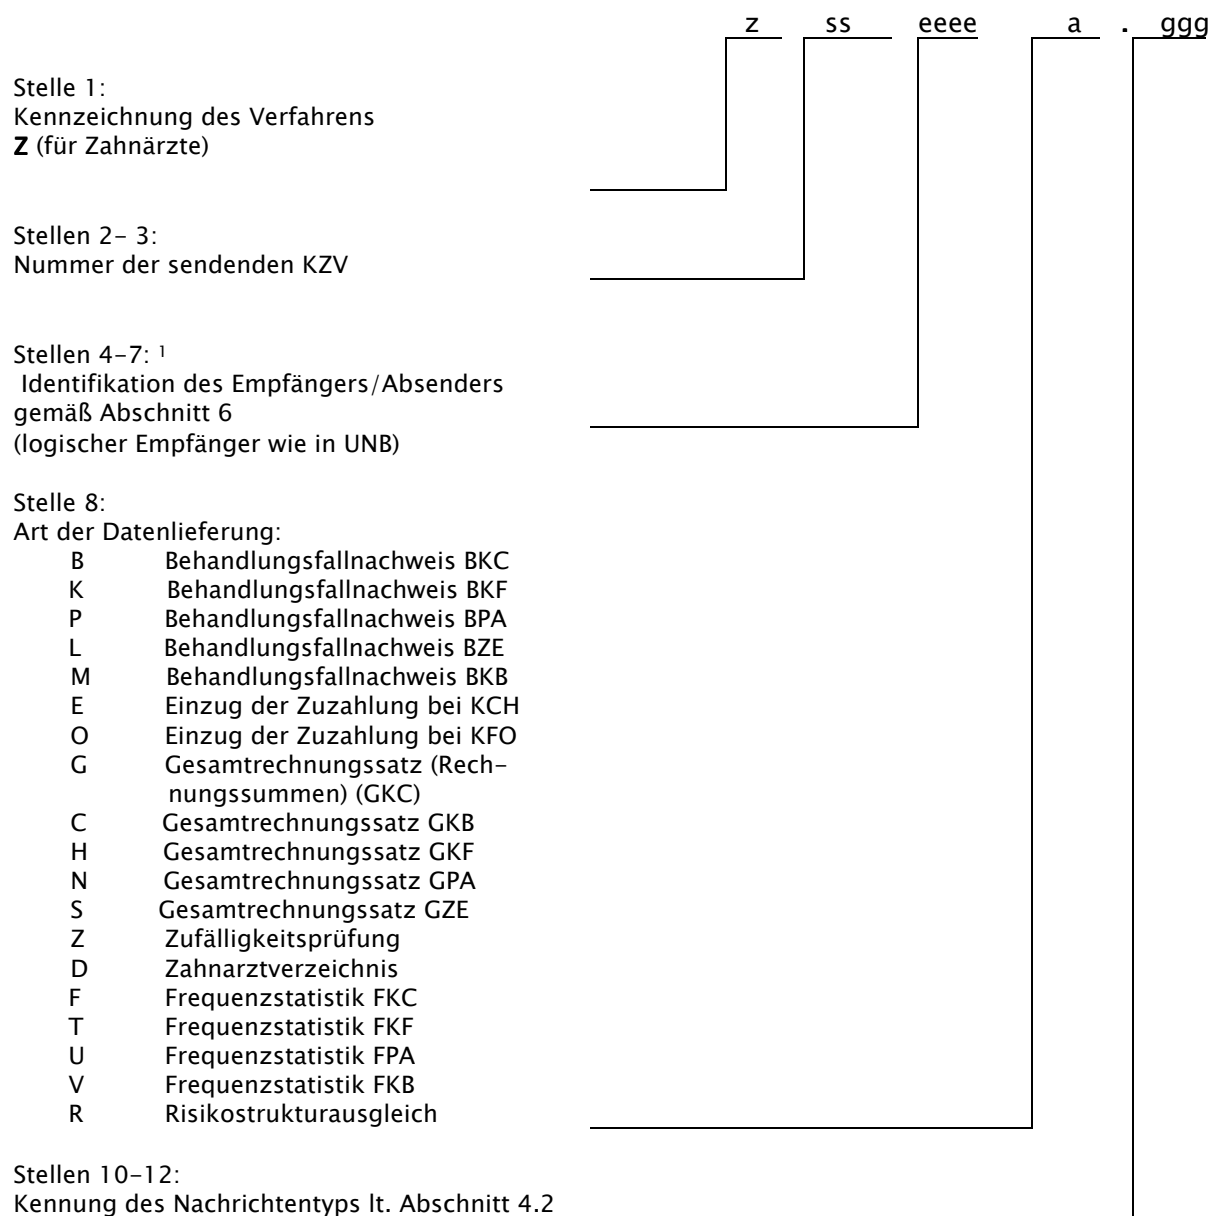 z ss eeee a . ggg
Stelle 1:
Kennzeichnung des Verfahrens
Z (für Zahnärzte)
Stellen 2- 3:
Nummer der sendenden KZV
Stellen 4-7: 1
Identifikation des Empfängers/Absenders
gemäß Abschnitt 6
(logischer Empfänger wie in UNB)
Stelle 8:
Art der Datenlieferung:
B Behandlungsfallnachweis BKC
K Behandlungsfallnachweis BKF
P Behandlungsfallnachweis BPA
L Behandlungsfallnachweis BZE
M Behandlungsfallnachweis BKB
E Einzug der Zuzahlung bei KCH
O Einzug der Zuzahlung bei KFO
G Gesamtrechnungssatz (Rech-
nungssummen) (GKC)
C Gesamtrechnungssatz GKB
H Gesamtrechnungssatz GKF
N Gesamtrechnungssatz GPA
S Gesamtrechnungssatz GZE
Z Zufälligkeitsprüfung
D Zahnarztverzeichnis
F Frequenzstatistik FKC
T Frequenzstatistik FKF
U Frequenzstatistik FPA
V Frequenzstatistik FKB
R Risikostrukturausgleich
Stellen 10-12:
Kennung des Nachrichtentyps lt. Abschnitt 4.2